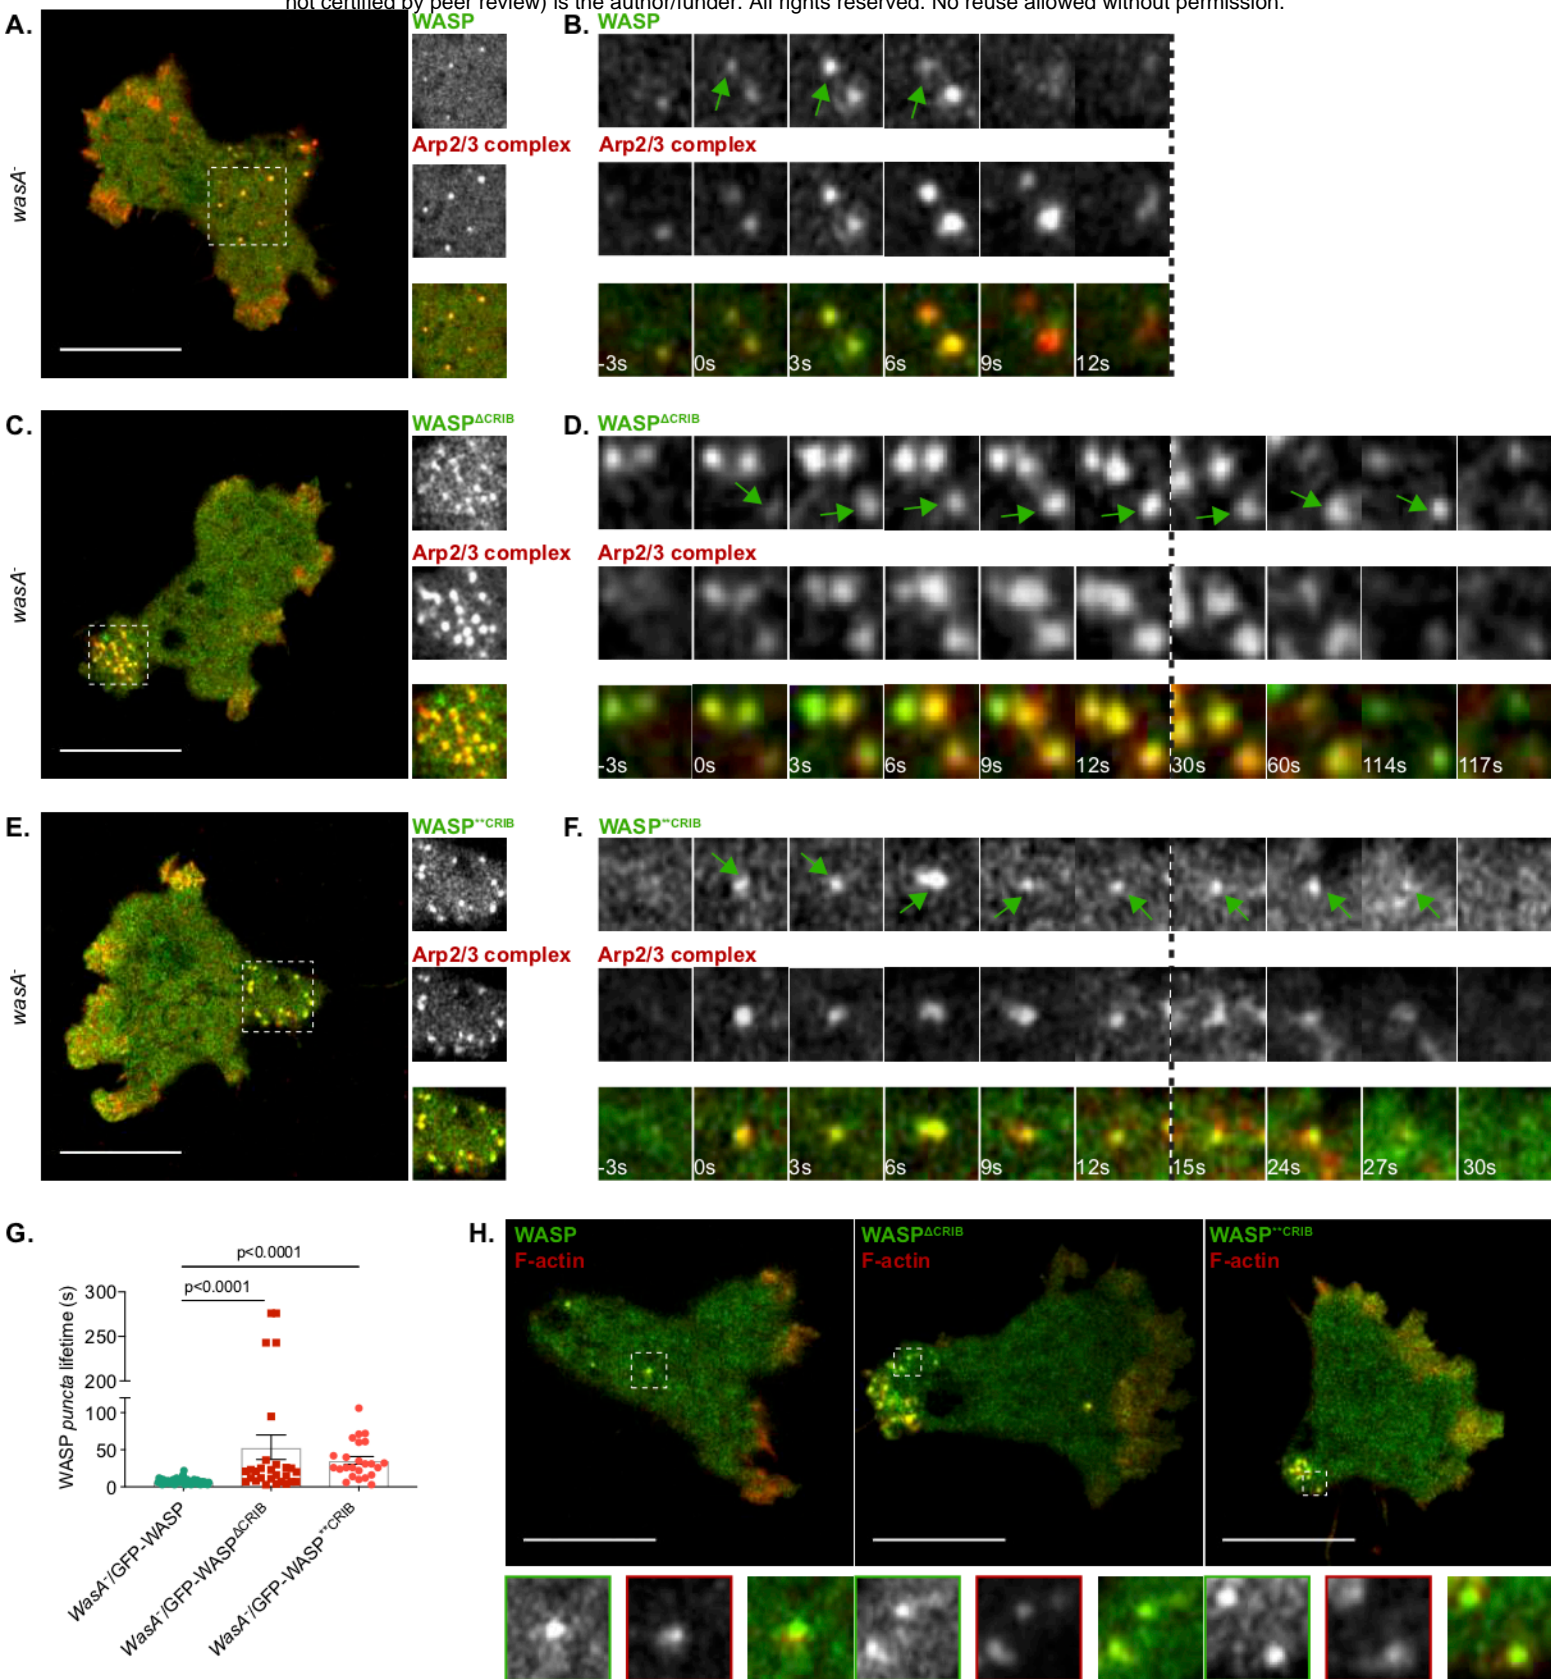 not certified by peer review) is the author/funder. All rights reserved. No reuse allowed without permission.
A.
WASP
B. WASP
wasA-
Arp2/3 complex
Arp2/3 complex
-3s 0s 3s 6s 9s 12s
C.
WASPΔCRIB
D. WASPΔCRIB
wasA-
Arp2/3 complex
Arp2/3 complex
-3s 0s 3s 6s 9s 12s 30s 60s 114s 117s
E.
WASP**CRIB
F. WASP**CRIB
wasA-
Arp2/3 complex
Arp2/3 complex
-3s 0s 3s 6s 9s 12s 15s 24s 27s 30s
G.
p<0.0001
p<0.0001
WASP puncta lifetime (s)
300
250
200
100
50
0
WasA-/GFP-WASP
WasA-/GFP-WASPΔCRIB
WasA-/GFP-WASP**CRIB
H.
WASP
F-actin
WASPΔCRIB
F-actin
WASP**CRIB
F-actin